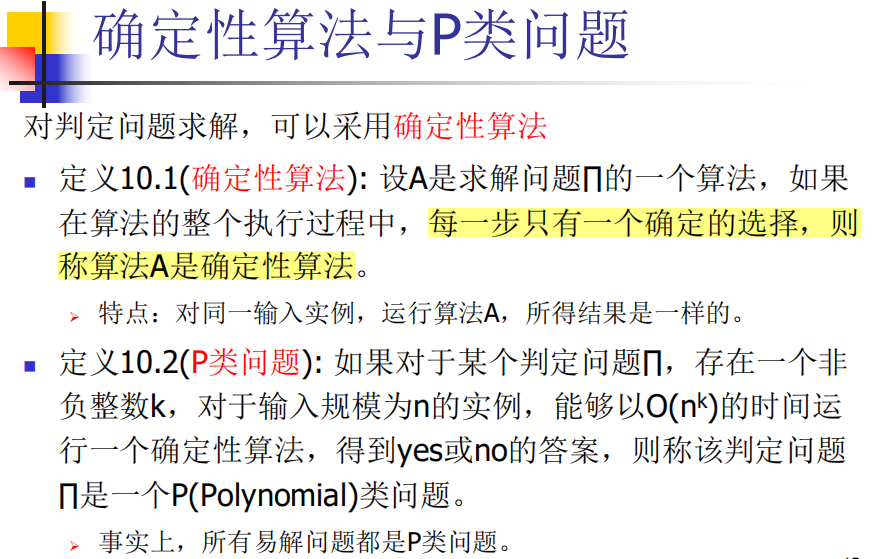 确定性算法与P类问题
对判定问题求解，可以采用确定性算法
定义10.1(确定性算法): 设A是求解问题∏的一个算法，如果
在算法的整个执行过程中，每一步只有一个确定的选择，则
称算法A是确定性算法。
特点：对同一输入实例，运行算法A，所得结果是一样的。
定义10.2(P类问题): 如果对于某个判定问题∏，存在一个非
负整数k，对于输入规模为n的实例，能够以O(nᵏ)的时间运
行一个确定性算法，得到yes或no的答案，则称该判定问题
∏是一个P(Polynomial)类问题。
事实上，所有易解问题都是P类问题。